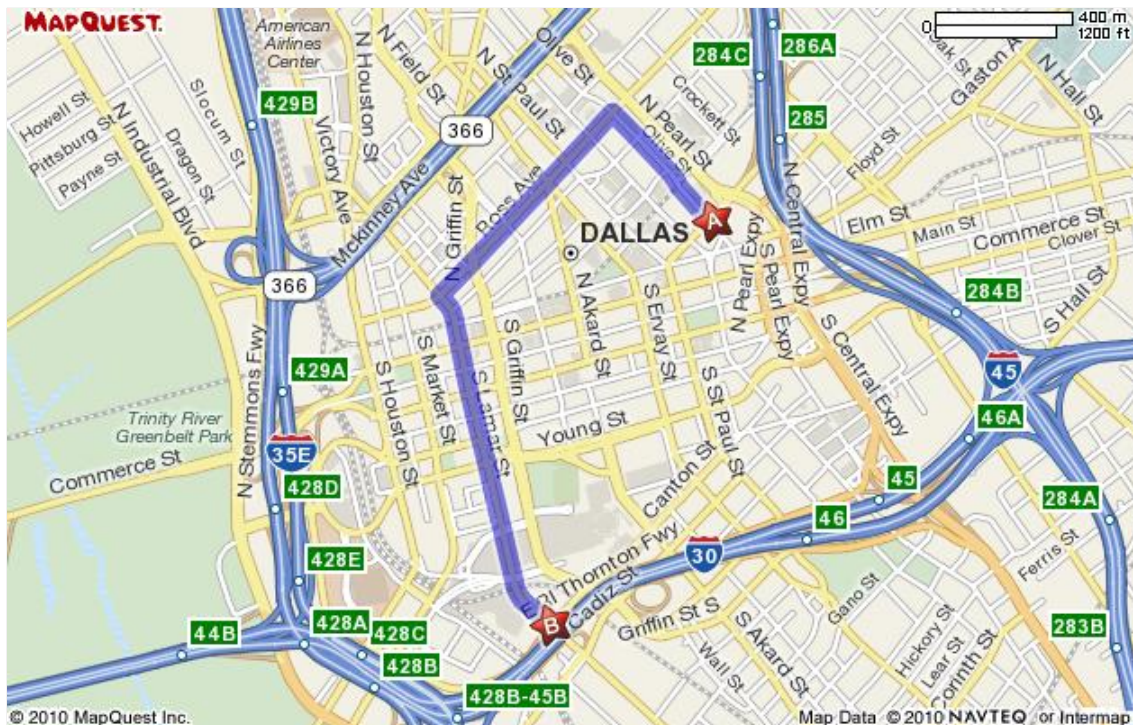 MAPQUEST.
0
400 m
1200 ft
American
Airlines
Center
N Houston St
N Field St
N St Paul St
Olive St
284C
286A
Oak St
Gaston A
N Hall St
Howell St
Pittsburg St
Payne St
Slocum St
Dragon St
N Industrial Blvd
429B
Victory Ave
366
Mckinney Ave
N Griffin St
Ross Ave
N Pearl St
Olive St
Crockett St
285
Floyd St
N Central Expy
DALLAS
A
Elm St
Main St
Commerce St
Clover St
366
N Pearl Expy
S Pearl Expy
284B
S Hall St
N Stemmons Fwy
429A
S Market St
S Houston St
S Lamar St
S Griffin St
N Akard St
S Ervay St
S St Paul St
S Central Expy
45
46A
Trinity River
Greenbelt Park
Commerce St
35E
428D
Young St
Canton St
45
46
284A
428E
E Rl Thornton Fwy
30
Cadiz St
Ferris St
44B
428A
428C
428B
B
Griffin St S
S Akard St
Wall St
Gano St
Hickory St
Lear St
Corinth St
283B
428B-45B
© 2010 MapQuest Inc.
Map Data © 2010 NAVTEQ or Intermap